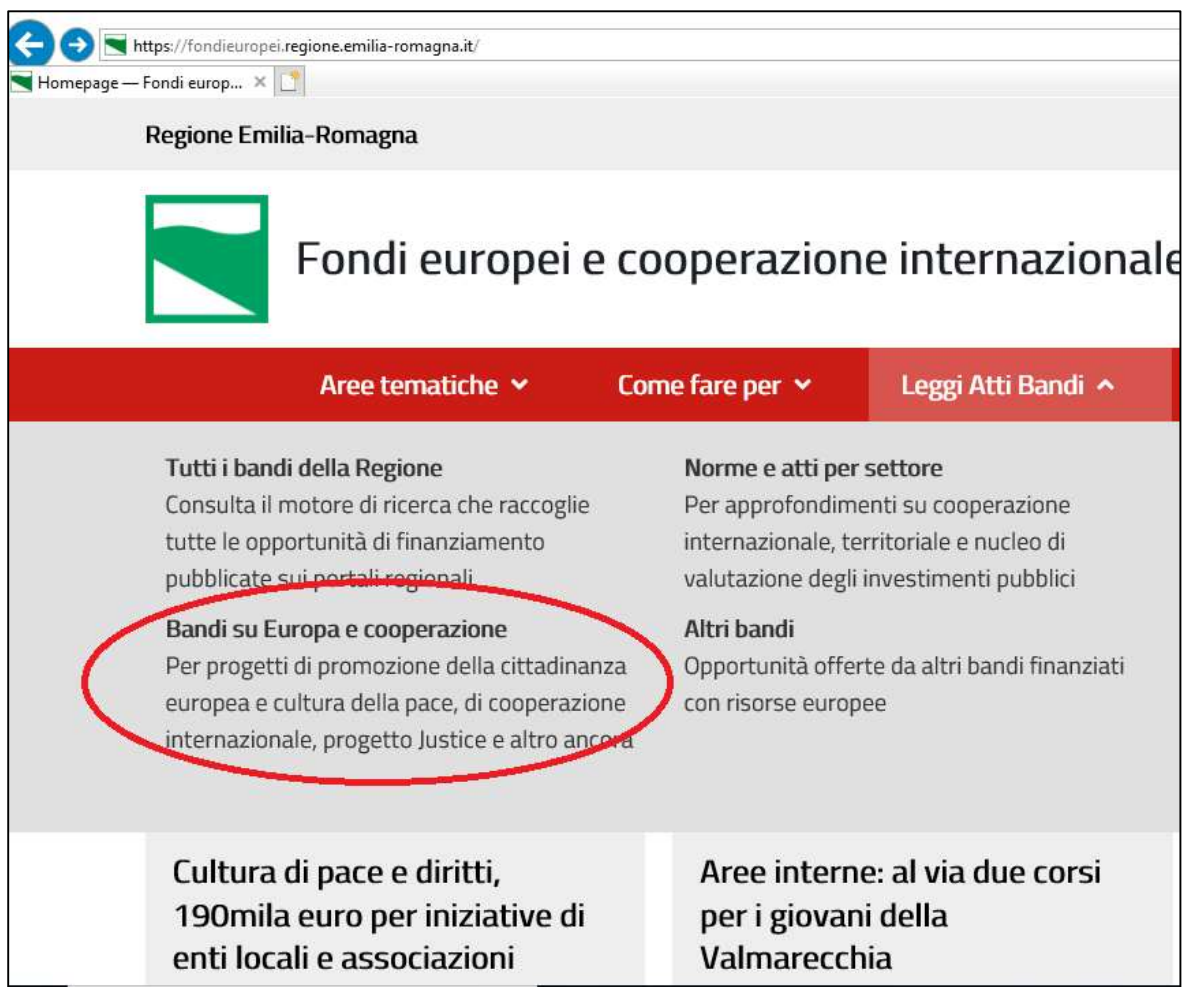 https://fondieuropei.regione.emilia-romagna.it/
Homepage — Fondi europ...
Regione Emilia-Romagna
Fondi europei e cooperazione internazionale
Aree tematiche
Come fare per
Leggi Atti Bandi
Tutti i bandi della Regione
Consulta il motore di ricerca che raccoglie
tutte le opportunità di finanziamento
pubblicate sui portali regionali
Bandi su Europa e cooperazione
Per progetti di promozione della cittadinanza
europea e cultura della pace, di cooperazione
internazionale, progetto Justice e altro ancora
Norme e atti per settore
Per approfondimenti su cooperazione
internazionale, territoriale e nucleo di
valutazione degli investimenti pubblici
Altri bandi
Opportunità offerte da altri bandi finanziati
con risorse europee
Cultura di pace e diritti,
190mila euro per iniziative di
enti locali e associazioni
Aree interne: al via due corsi
per i giovani della
Valmarecchia